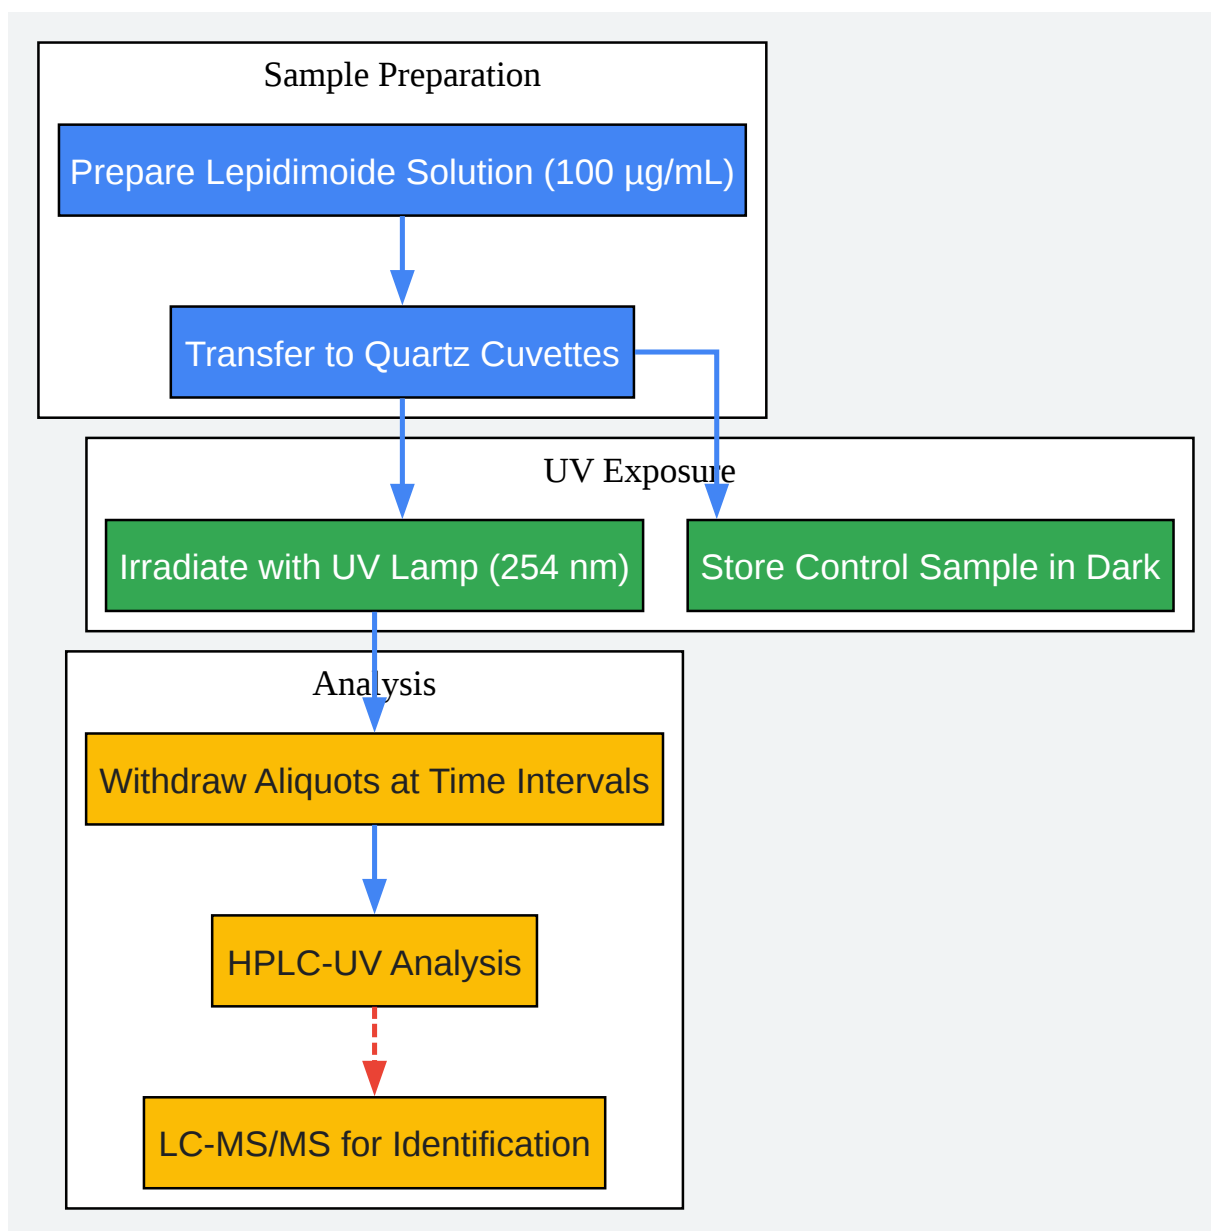 Sample Preparation
Prepare Lepidimoide Solution (100 µg/mL)
Transfer to Quartz Cuvettes
UV Exposure
Irradiate with UV Lamp (254 nm)
Store Control Sample in Dark
Analysis
Withdraw Aliquots at Time Intervals
HPLC-UV Analysis
LC-MS/MS for Identification